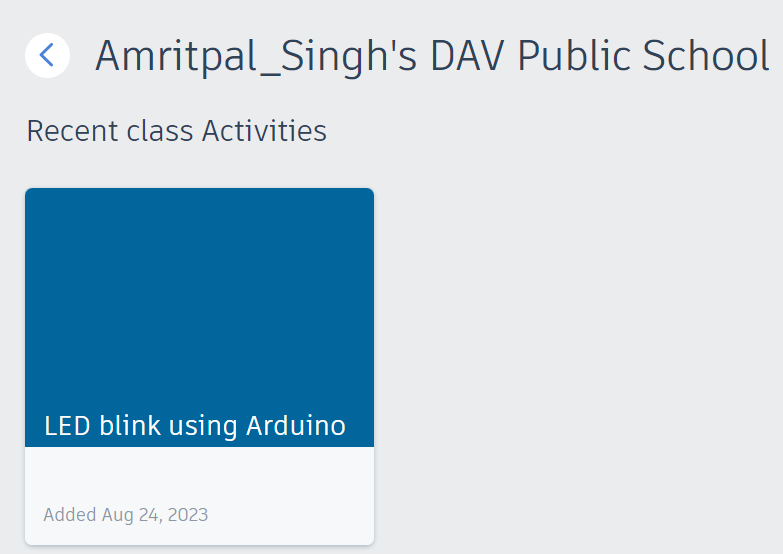 Amritpal_Singh's DAV Public School
Recent class Activities
LED blink using Arduino
Added Aug 24, 2023